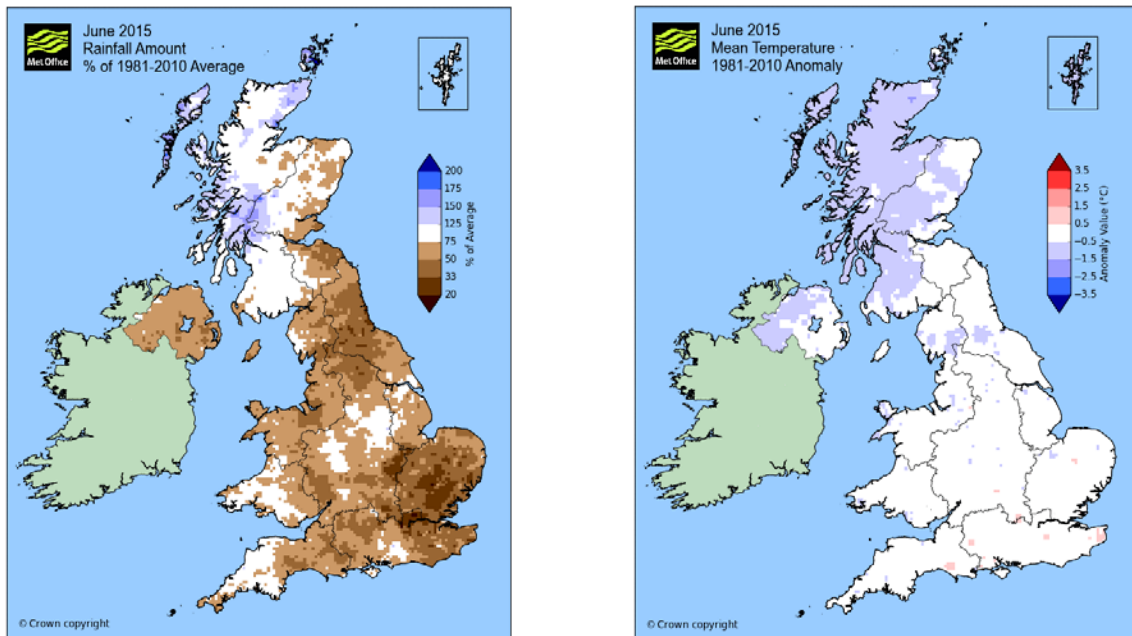 Met Office
June 2015
Rainfall Amount
% of 1981-2010 Average
200
175
150
125
75
50
33
20
% of Average
© Crown copyright
Met Office
June 2015
Mean Temperature
1981-2010 Anomaly
3.5
2.5
1.5
0.5
−0.5
−1.5
−2.5
−3.5
Anomaly Value (°C)
© Crown copyright